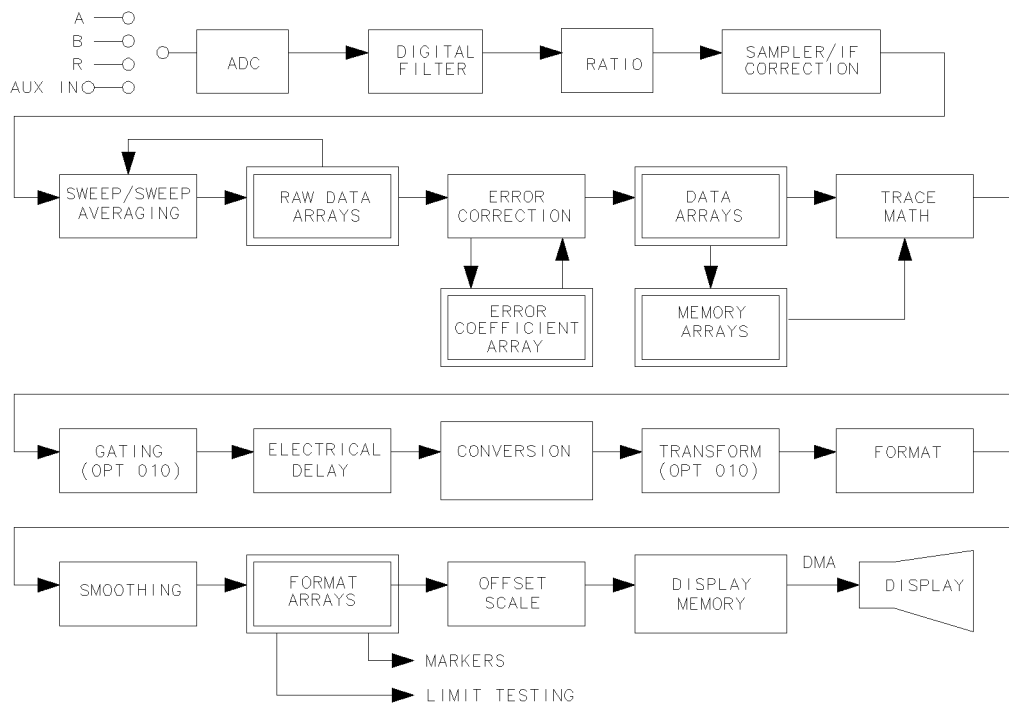 A
B
R
AUX IN
ADC
DIGITAL
FILTER
RATIO
SAMPLER/IF
CORRECTION
SWEEP/SWEEP
AVERAGING
RAW DATA
ARRAYS
ERROR
CORRECTION
DATA
ARRAYS
TRACE
MATH
ERROR
COEFFICIENT
ARRAY
MEMORY
ARRAYS
GATING
(OPT 010)
ELECTRICAL
DELAY
CONVERSION
TRANSFORM
(OPT 010)
FORMAT
SMOOTHING
FORMAT
ARRAYS
OFFSET
SCALE
DISPLAY
MEMORY
DMA
DISPLAY
MARKERS
LIMIT TESTING